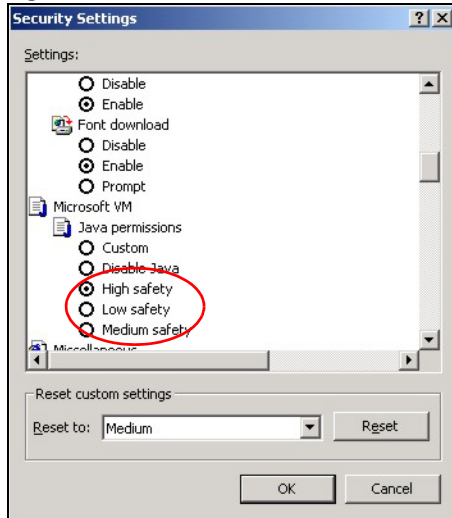 Security Settings
Settings:
Disable
Enable
Font download
Disable
Enable
Prompt
Microsoft VM
Java permissions
Custom
Disable Java
High safety
Low safety
Medium safety
Miscellaneous
Reset custom settings
Reset to: Medium Reset
OK Cancel